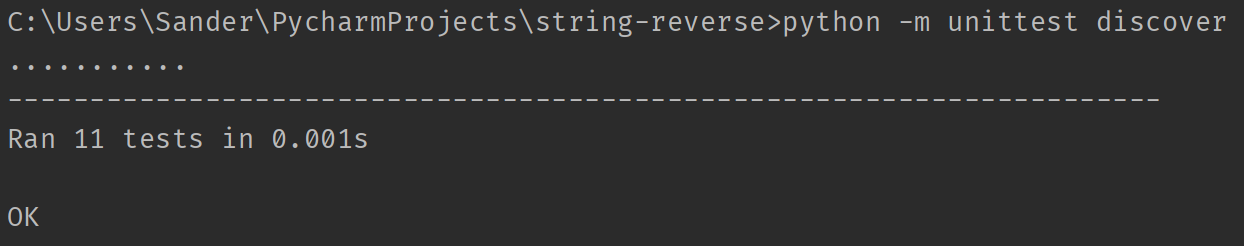 C:\Users\Sander\PycharmProjects\string-reverse>python -m unittest discover
...........
----------------------------------------------------------------------
Ran 11 tests in 0.001s
OK